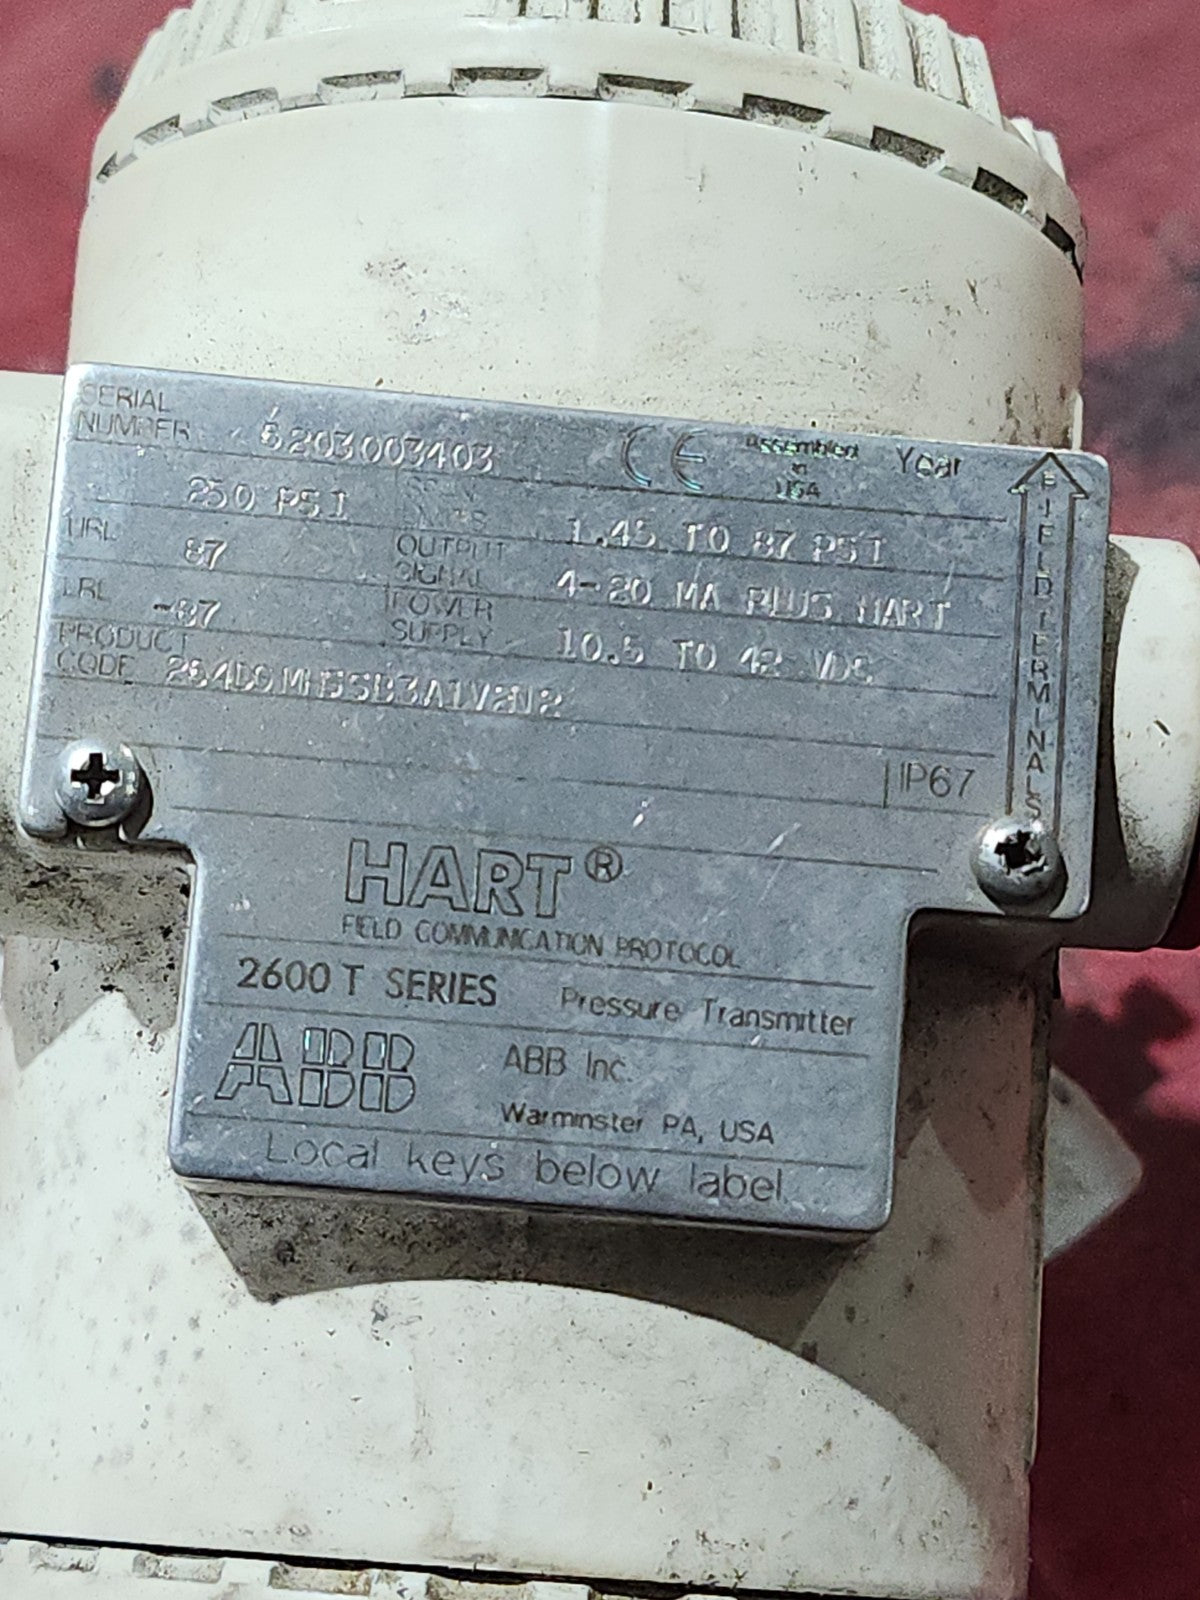 SERIAL
NUMBER 6203003403 CE Assembled in USA Year
250 PSI SPAN LIMITS 1.45 TO 87 PSI
URL 87 OUTPUT SIGNAL 4-20 MA PLUS HART
LRL -87 POWER SUPPLY 10.5 TO 42 VDC
PRODUCT
CODE
IP67
FIELD TERMINALS
HART®
FIELD COMMUNICATION PROTOCOL
2600 T SERIES Pressure Transmitter
ABB ABB Inc.
Warminster PA, USA
Local keys below label